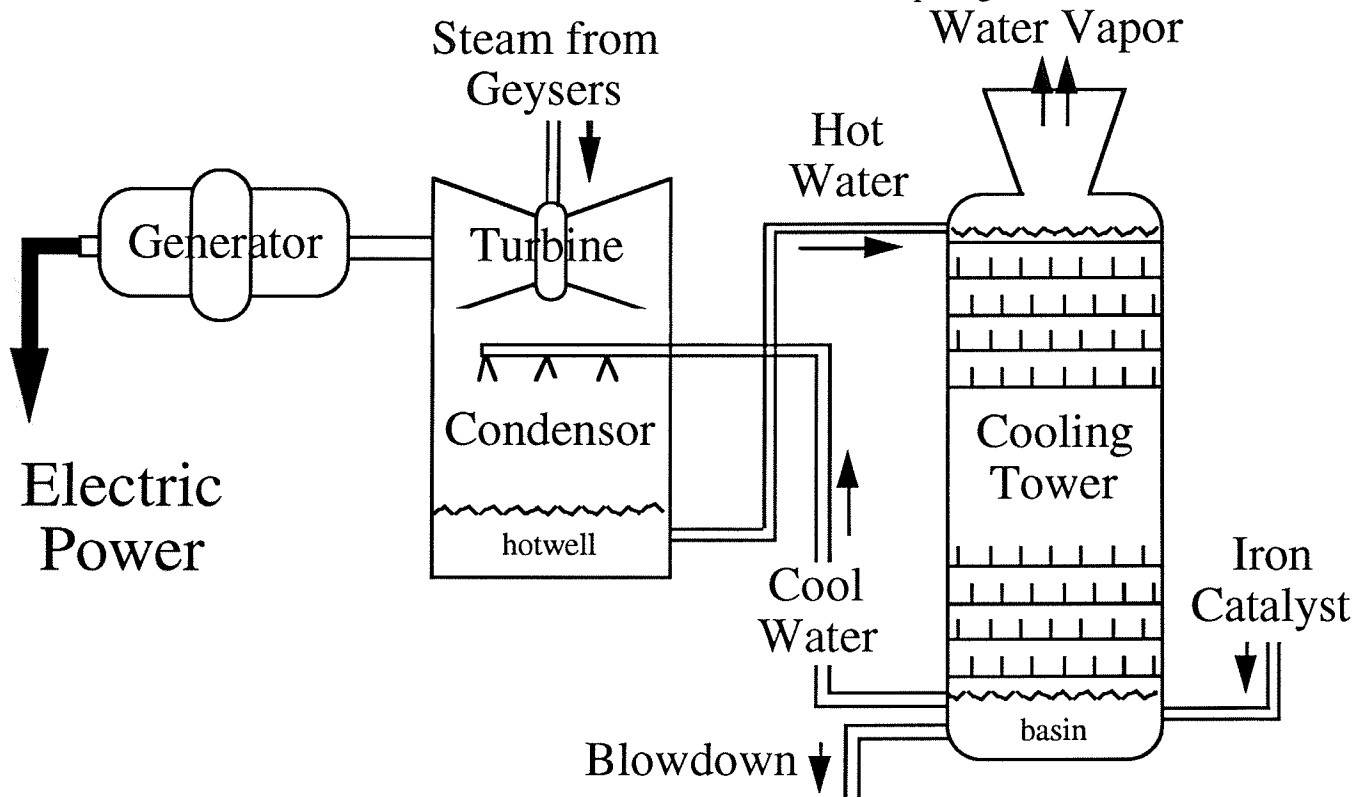 Water Vapor
Steam from
Geysers
Hot
Water
Generator
Turbine
Condensor
Cooling
Tower
Electric
Power
hotwell
Cool
Water
Iron
Catalyst
basin
Blowdown